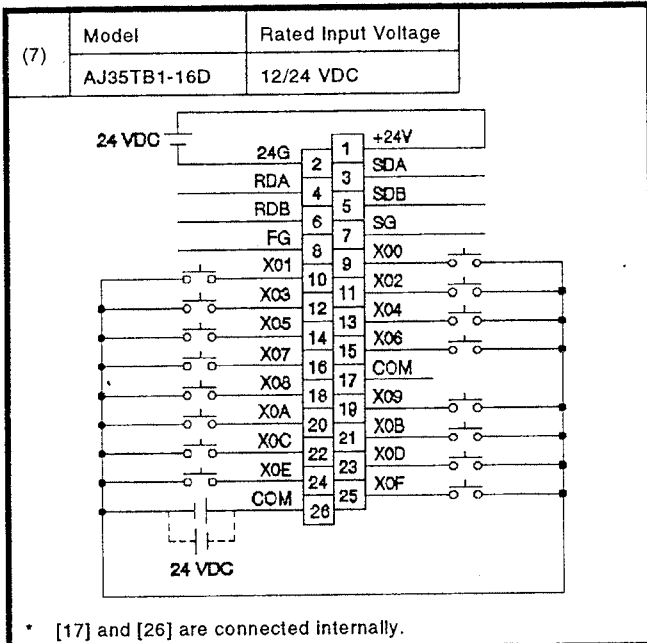 (7) Model Rated Input Voltage
AJ35TB1-16D 12/24 VDC
24 VDC
24G 2 1 +24V
RDA 4 3 SDA
RDB 6 5 SDB
FG 8 7 SG
X01 10 9 X00
X03 12 11 X02
X05 14 13 X04
X07 16 15 X06
X08 18 17 COM
X0A 20 19 X09
X0C 22 21 X0B
X0E 24 23 X0D
COM 26 25 X0F
24 VDC
* [17] and [26] are connected internally.